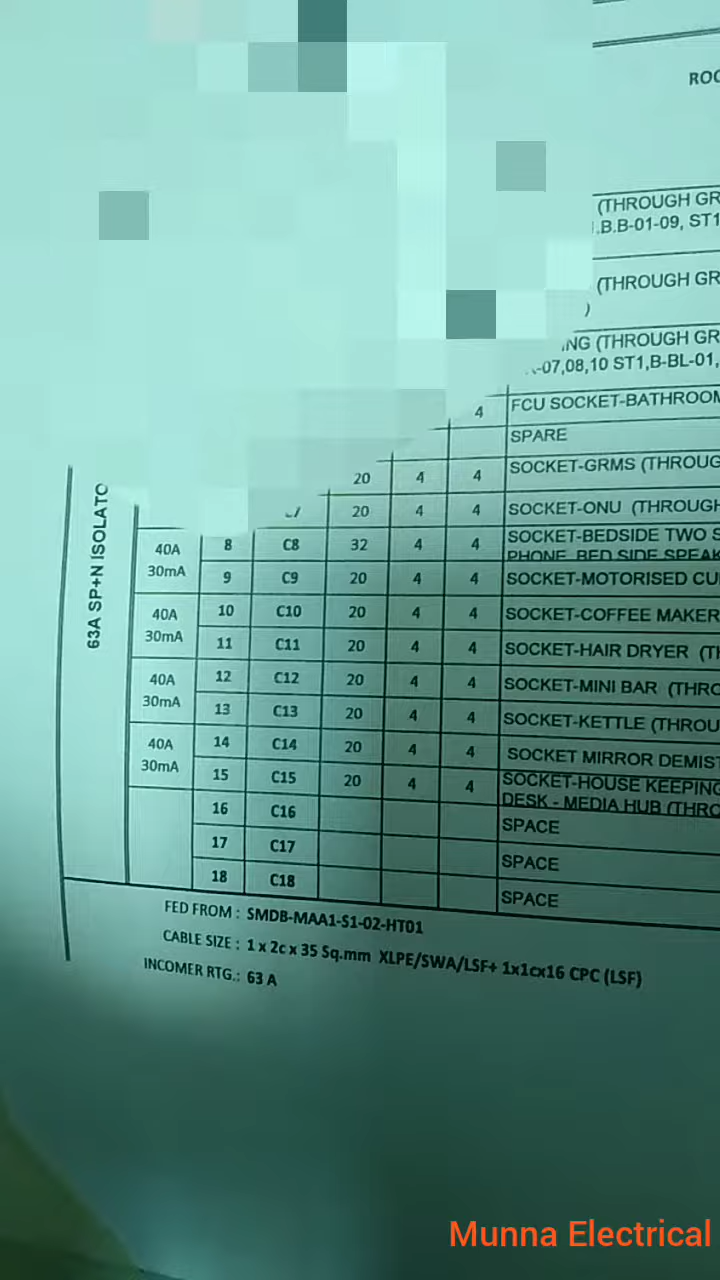 (THROUGH GR
.B.B-01-09, ST1
(THROUGH GR
)
ING (THROUGH GR
-07,08,10 ST1,B-BL-01,
4 FCU SOCKET-BATHROOM
SPARE
20 4 4 SOCKET-GRMS (THROUG
20 4 4 SOCKET-ONU (THROUGH
63A SP+N ISOLATO
40A 30mA
8 C8 32 4 4 SOCKET-BEDSIDE TWO S
PHONE, BED SIDE SPEAK
9 C9 20 4 4 SOCKET-MOTORISED CU
40A 30mA
10 C10 20 4 4 SOCKET-COFFEE MAKER
11 C11 20 4 4 SOCKET-HAIR DRYER (TH
40A 30mA
12 C12 20 4 4 SOCKET-MINI BAR (THRO
13 C13 20 4 4 SOCKET-KETTLE (THROU
40A 30mA
14 C14 20 4 4 SOCKET MIRROR DEMIST
15 C15 20 4 4 SOCKET-HOUSE KEEPING
DESK - MEDIA HUB (THRO
16 C16 SPACE
17 C17 SPACE
18 C18 SPACE
FED FROM : SMDB-MAA1-S1-02-HT01
CABLE SIZE : 1 x 2c x 35 Sq.mm XLPE/SWA/LSF+ 1x1cx16 CPC (LSF)
INCOMER RTG.: 63 A
Munna Electrical